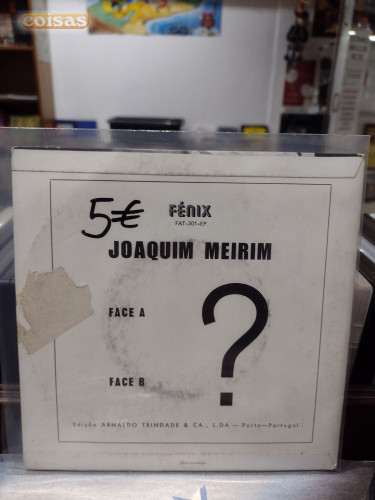 coisas
5€
FÉNIX
FAT-301-EP
JOAQUIM MEIRIM
FACE A
?
FACE B
Edição ARNALDO TRINDADE & CA., L.DA — Porto-Portugal